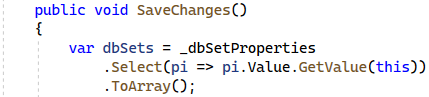 public void SaveChanges()
{
var dbSets = _dbSetProperties
.Select(pi => pi.Value.GetValue(this))
.ToArray();